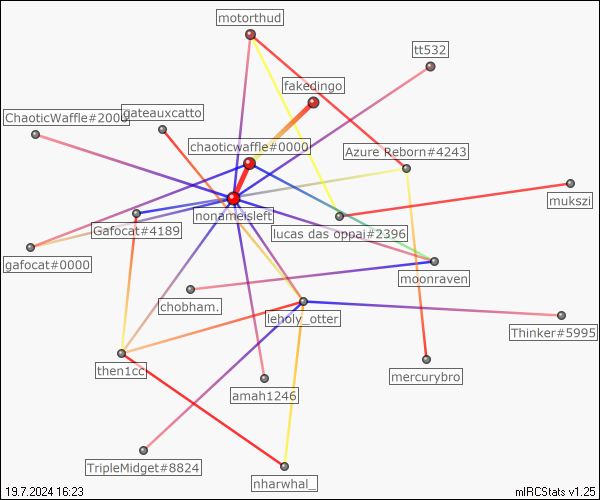 motorthud
tt532
fakedingo
ChaoticWaffle#2000
gateauxcatto
chaoticwaffle#0000
Azure Reborn#4243
mukszi
nonameisleft
Gafocat#4189
lucas das oppai#2396
gafocat#0000
moonraven
chobham.
leholy_otter
Thinker#5995
then1cc
mercurybro
amah1246
TripleMidget#8824
nharwhal_
19.7.2024 16:23
mIRCStats v1.25